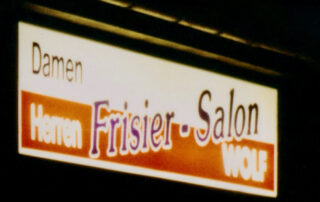 Damen
Herren Frisier - Salon
WOLF